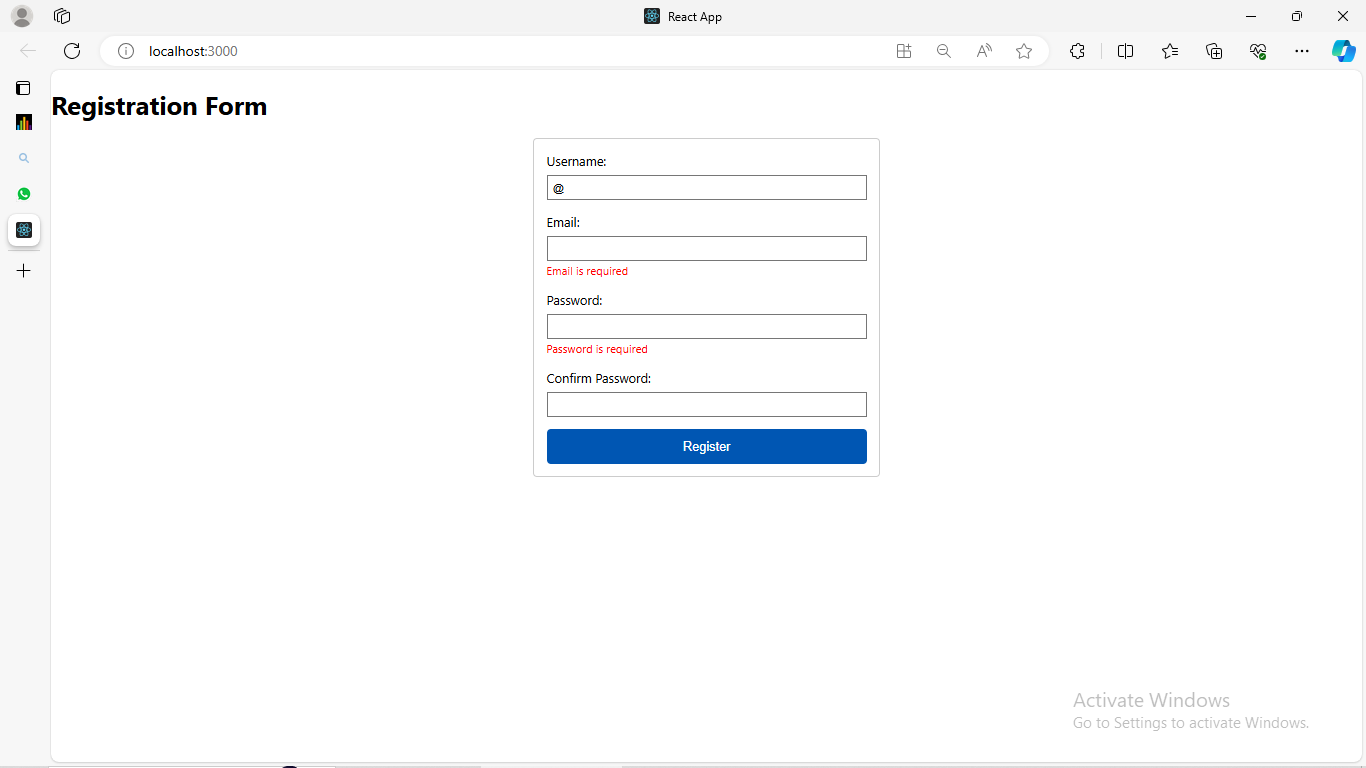 React App
localhost:3000
Registration Form
Username:
@
Email:
Email is required
Password:
Password is required
Confirm Password:
Register
Activate Windows
Go to Settings to activate Windows.